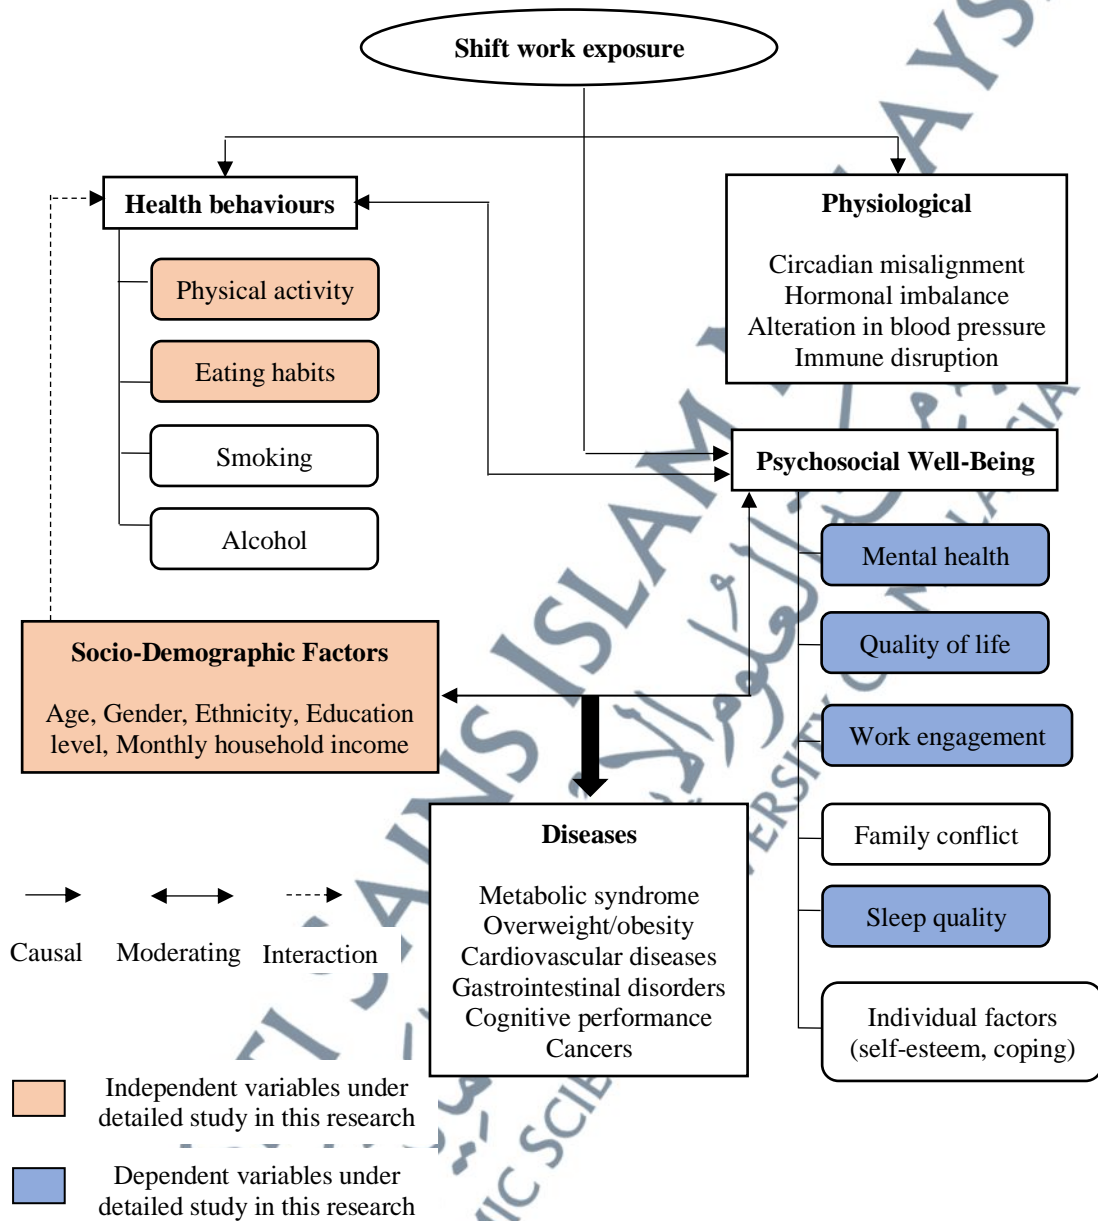 Shift work exposure
Health behaviours
Physical activity
Eating habits
Smoking
Alcohol
Physiological
Circadian misalignment
Hormonal imbalance
Alteration in blood pressure
Immune disruption
Psychosocial Well-Being
Mental health
Quality of life
Work engagement
Family conflict
Sleep quality
Individual factors
(self-esteem, coping)
Socio-Demographic Factors
Age, Gender, Ethnicity, Education
level, Monthly household income
Diseases
Metabolic syndrome
Overweight/obesity
Cardiovascular diseases
Gastrointestinal disorders
Cognitive performance
Cancers
Causal
Moderating
Interaction
Independent variables under
detailed study in this research
Dependent variables under
detailed study in this research
SAINS ISLAM